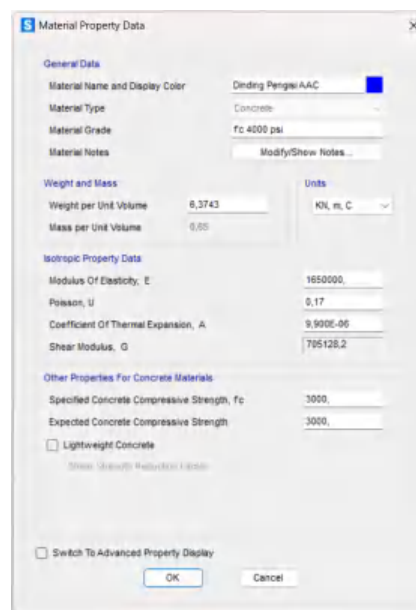 S Material Property Data
General Data
Material Name and Display Color Dinding Pengisi AAC
Material Type Concrete
Material Grade f'c 4000 psi
Material Notes Modify/Show Notes...
Weight and Mass Units
Weight per Unit Volume 6,3743 KN, m, C
Mass per Unit Volume 0,65
Isotropic Property Data
Modulus Of Elasticity, E 1650000,
Poisson, U 0,17
Coefficient Of Thermal Expansion, A 9,900E-06
Shear Modulus, G 705128,2
Other Properties For Concrete Materials
Specified Concrete Compressive Strength, f'c 3000,
Expected Concrete Compressive Strength 3000,
Lightweight Concrete
Shear Strength Reduction Factor
Switch To Advanced Property Display
OK Cancel